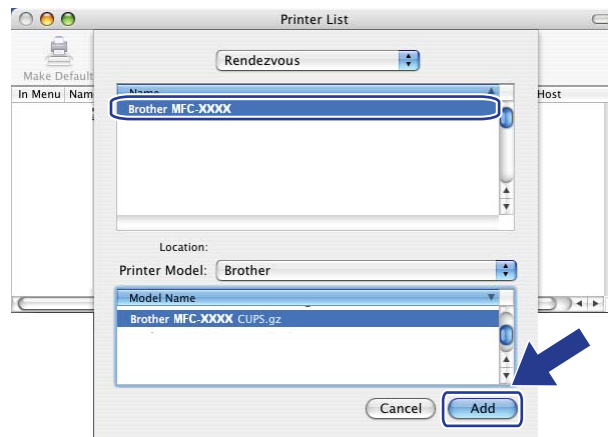 Printer List
Rendezvous
Make Default
In Menu Nam
Name
Host
Brother MFC-XXXX
Location:
Printer Model: Brother
Model Name
Brother MFC-XXXX CUPS.gz
Cancel Add